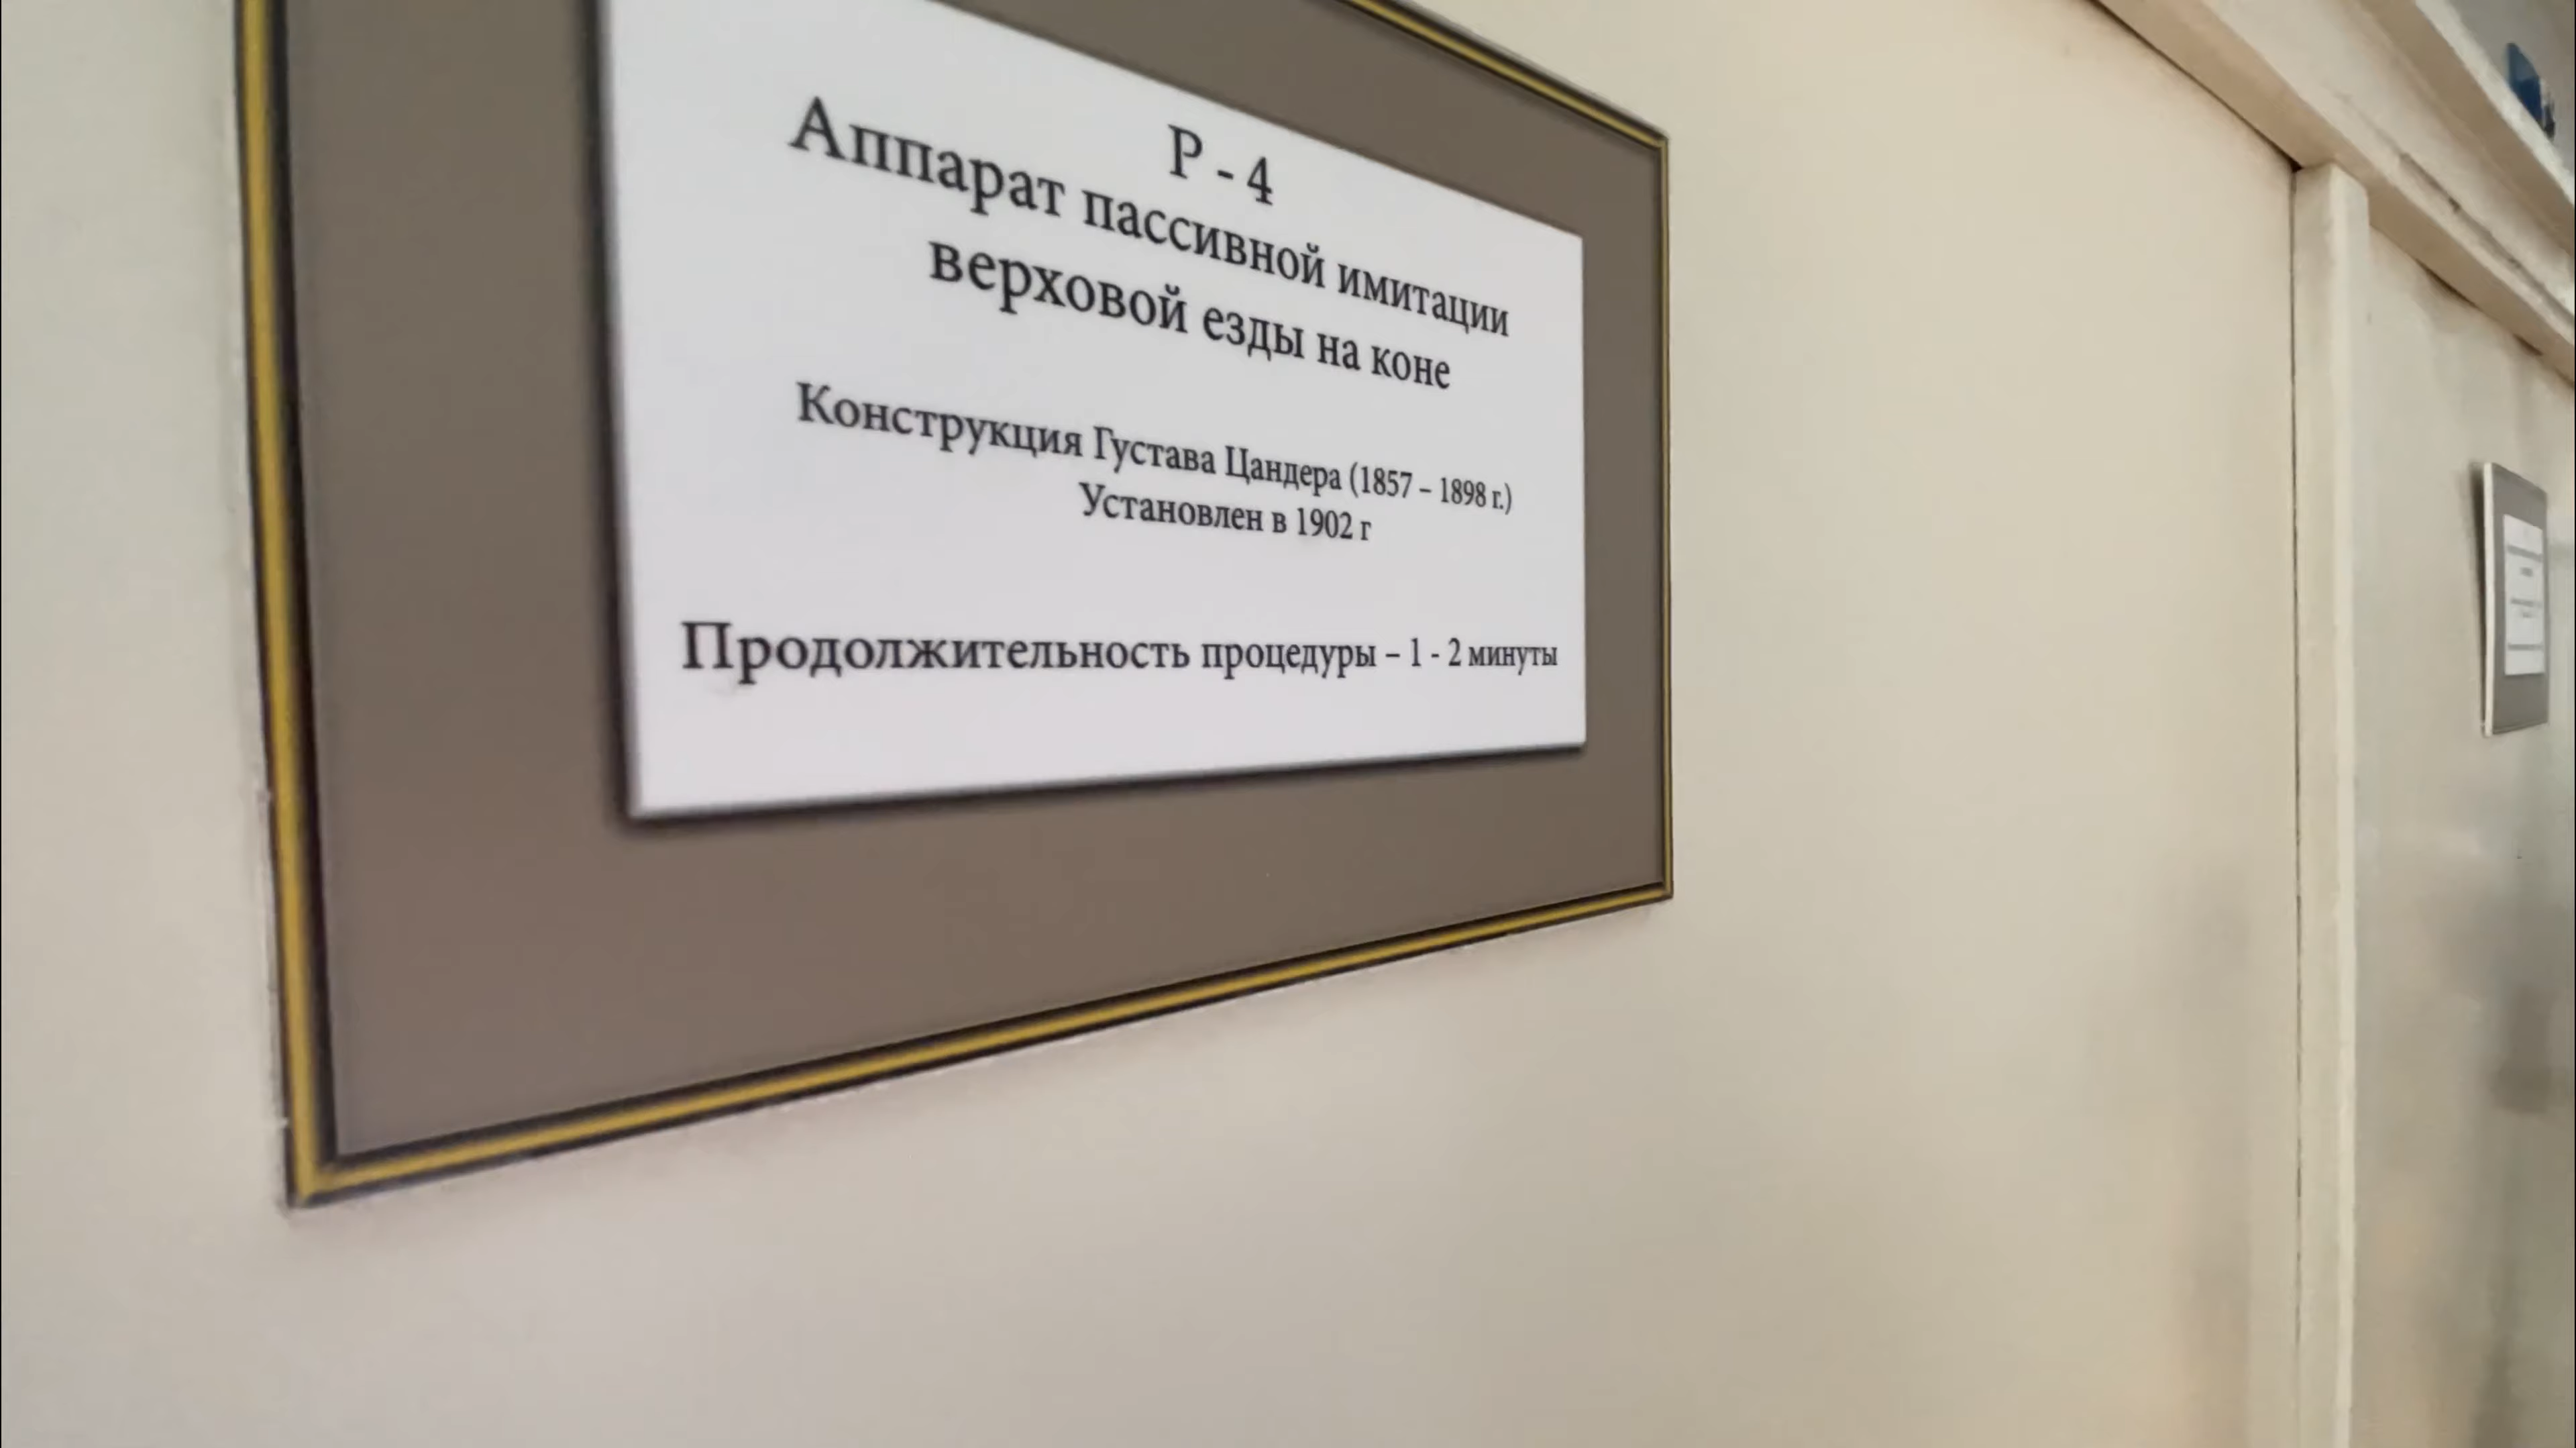 Р - 4
Аппарат пассивной имитации
верховой езды на коне
Конструкция Густава Цандера (1857 – 1898 г.)
Установлен в 1902 г
Продолжительность процедуры – 1 - 2 минуты